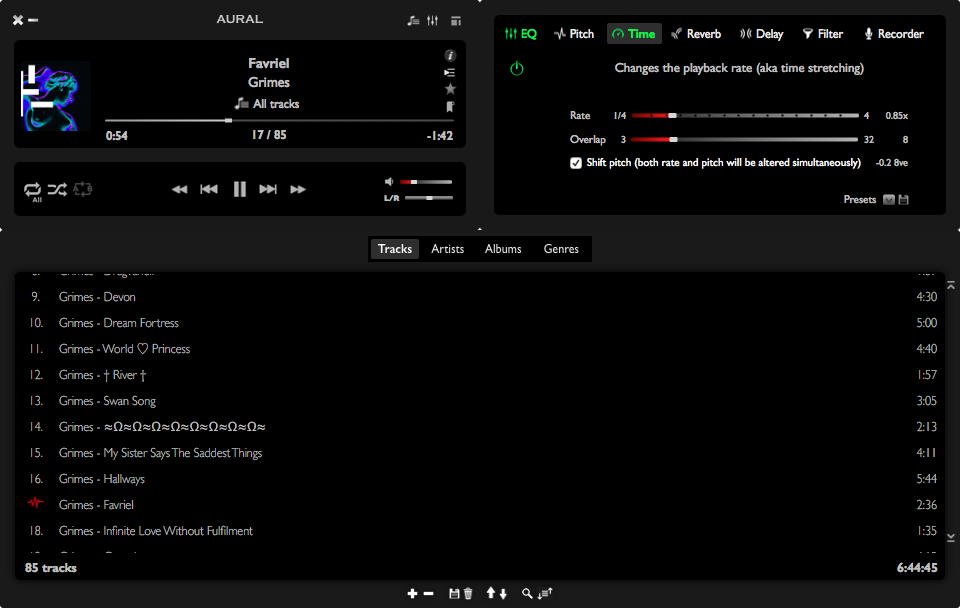 AURAL
Favriel
Grimes
All tracks
0:54 17 / 85 -1:42
All
A B
L/R
EQ Pitch Time Reverb Delay Filter Recorder
Changes the playback rate (aka time stretching)
Rate 1/4 4 0.85x
Overlap 3 32 8
Shift pitch (both rate and pitch will be altered simultaneously) -0.2 8ve
Presets
Tracks Artists Albums Genres
9. Grimes - Devon 4:30
10. Grimes - Dream Fortress 5:00
11. Grimes - World ♡ Princess 4:40
12. Grimes - † River † 1:57
13. Grimes - Swan Song 3:05
14. Grimes - ≈Ω≈Ω≈Ω≈Ω≈Ω≈Ω≈Ω≈Ω≈ 2:13
15. Grimes - My Sister Says The Saddest Things 4:11
16. Grimes - Hallways 5:44
Grimes - Favriel 2:36
18. Grimes - Infinite Love Without Fulfilment 1:35
85 tracks 6:44:45